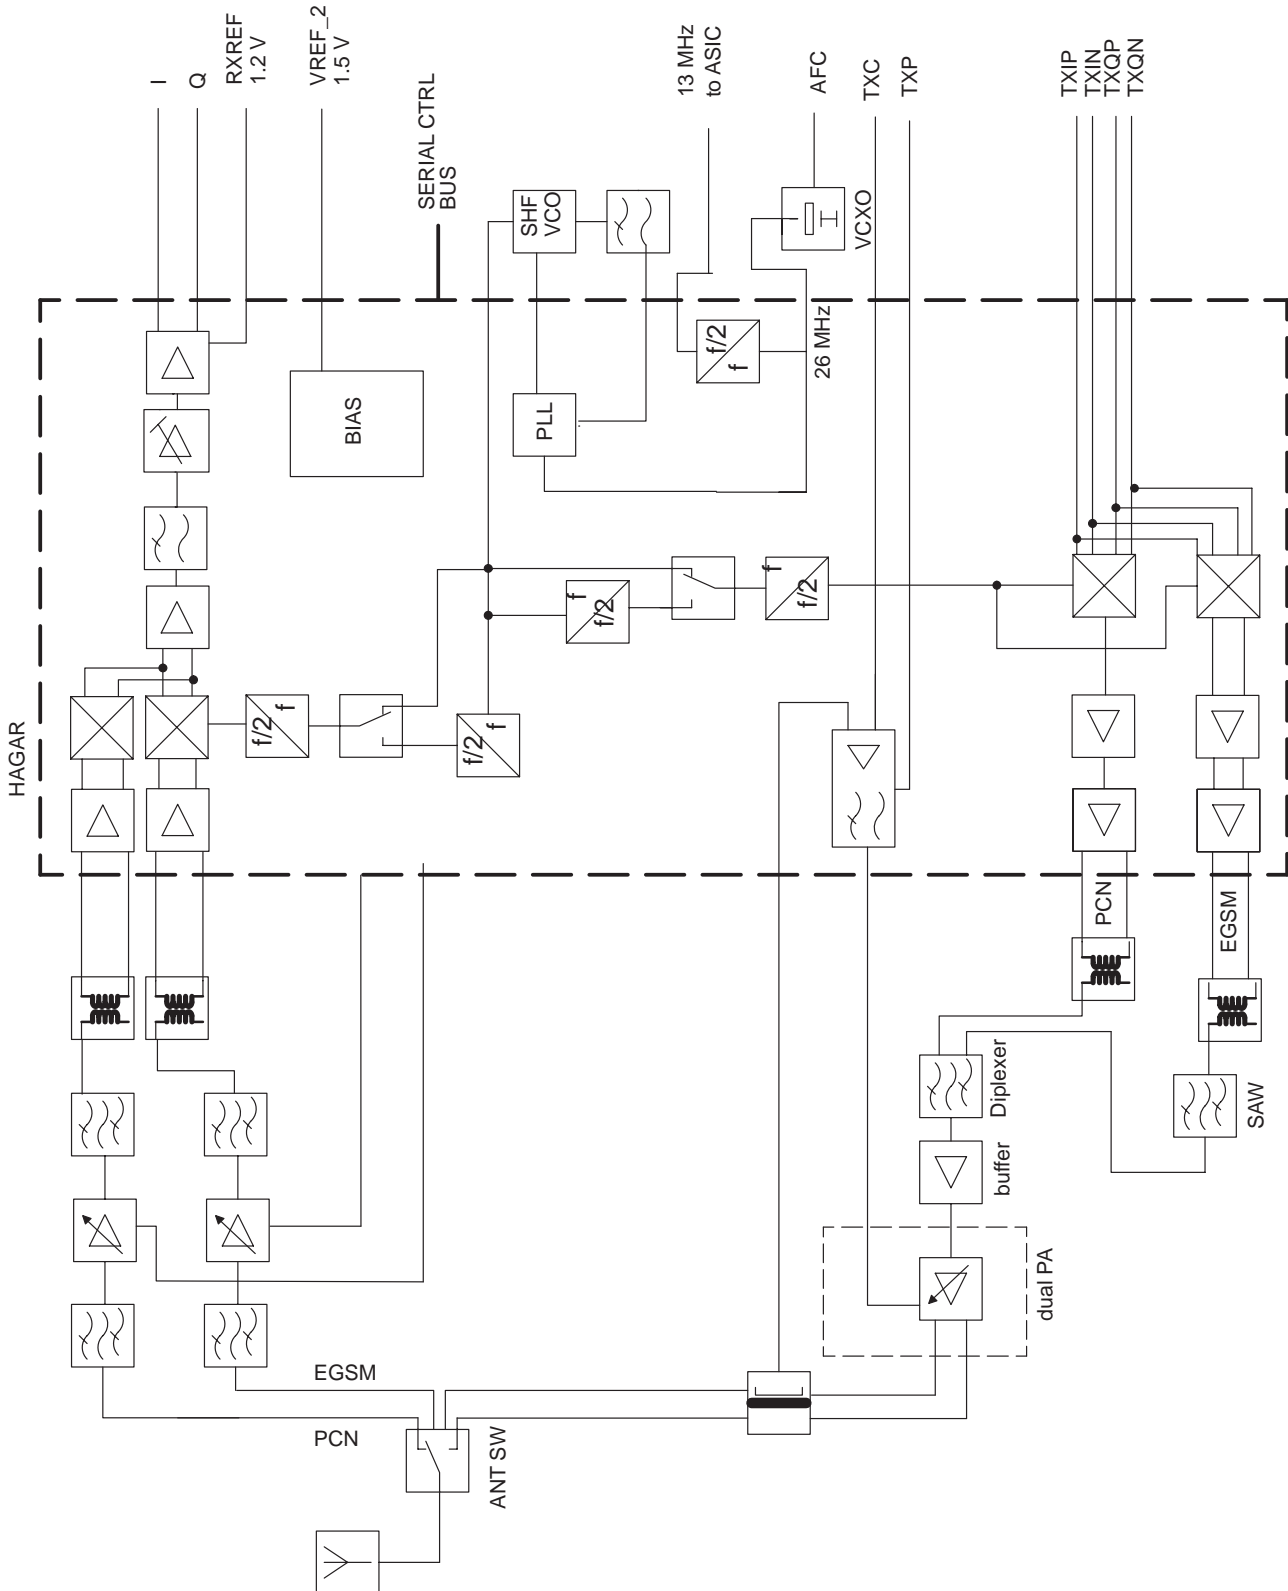 I
Q
RXREF
1.2 V
VREF_2
1.5 V
SERIAL CTRL
BUS
13 MHz
to ASIC
AFC
TXC
TXP
TXIP
TXIN
TXQP
TXQN
SHF
VCO
VCXO
HAGAR
BIAS
PLL
f/2
f
26 MHz
f
f/2
f
f/2
f/2
f
f/2
f
PCN
EGSM
Diplexer
SAW
buffer
dual PA
EGSM
PCN
ANT SW